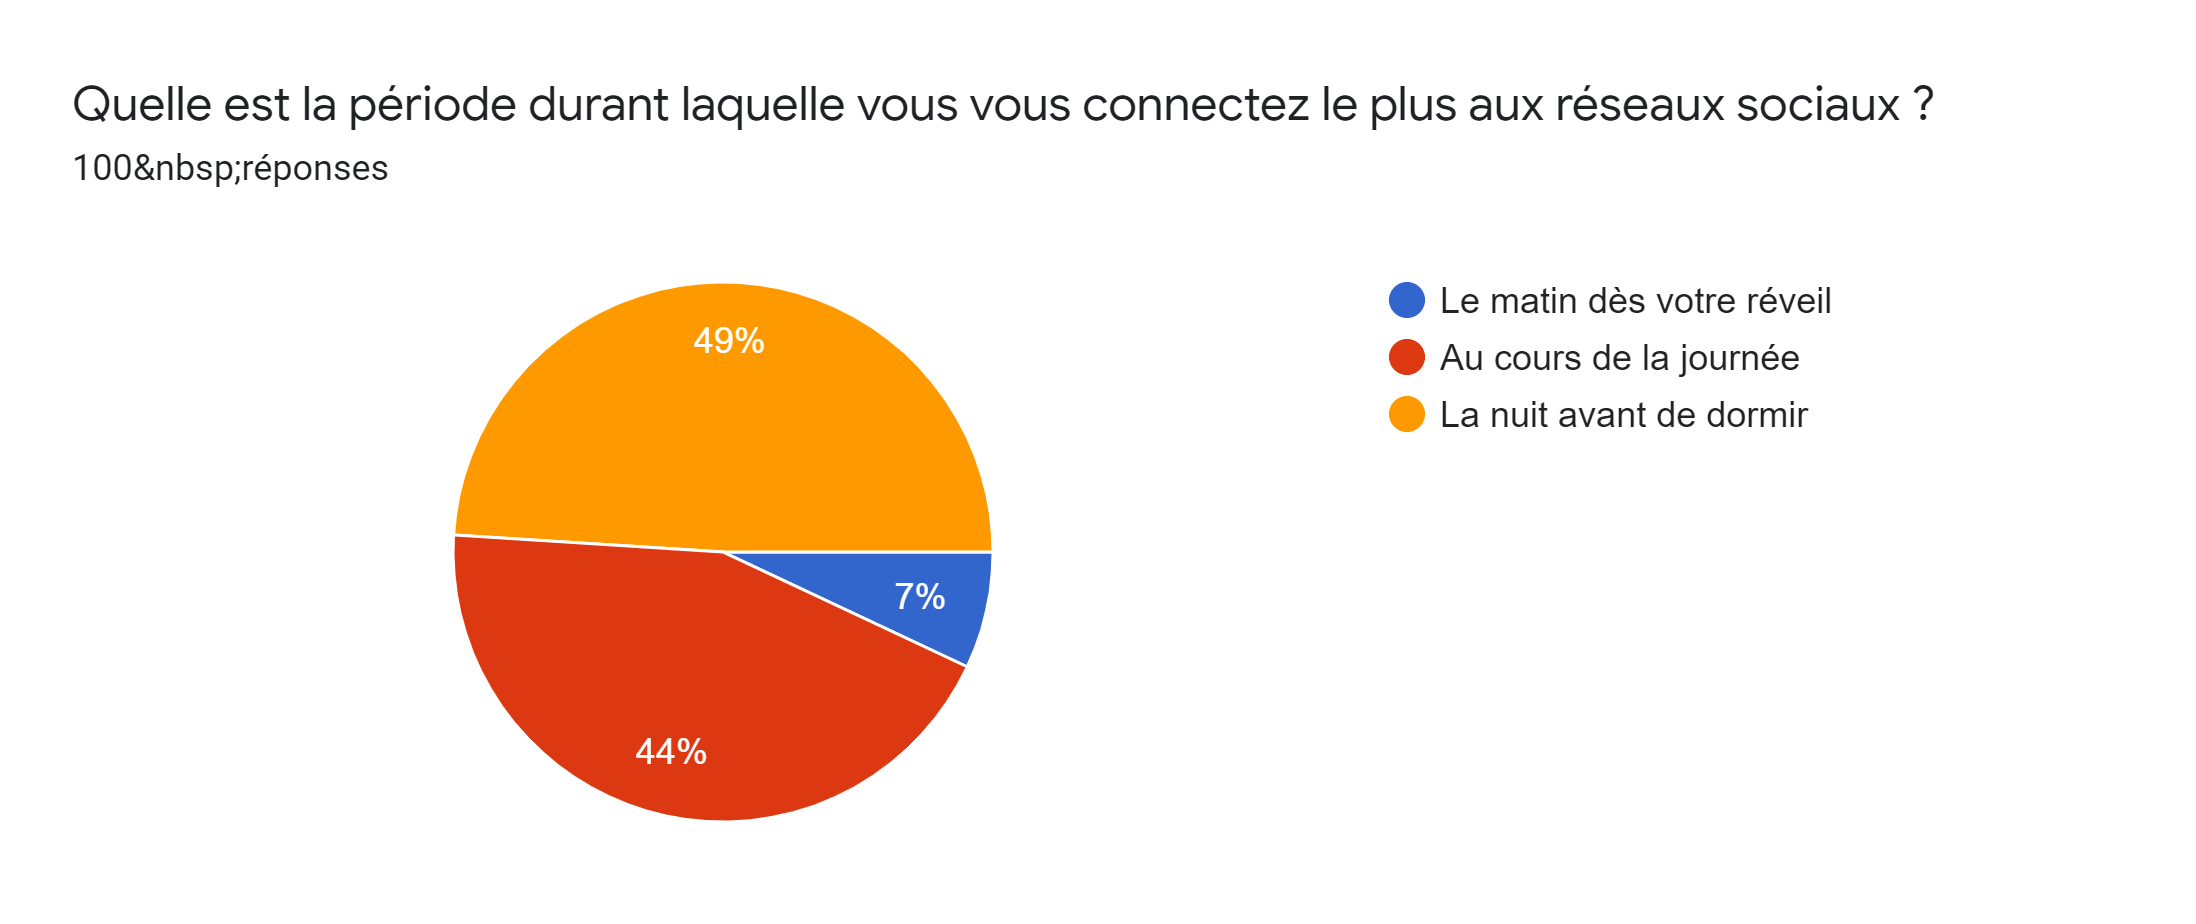 Quelle est la période durant laquelle vous vous connectez le plus aux réseaux sociaux ?
100&nbsp;réponses
49%
7%
44%
Le matin dès votre réveil
Au cours de la journée
La nuit avant de dormir